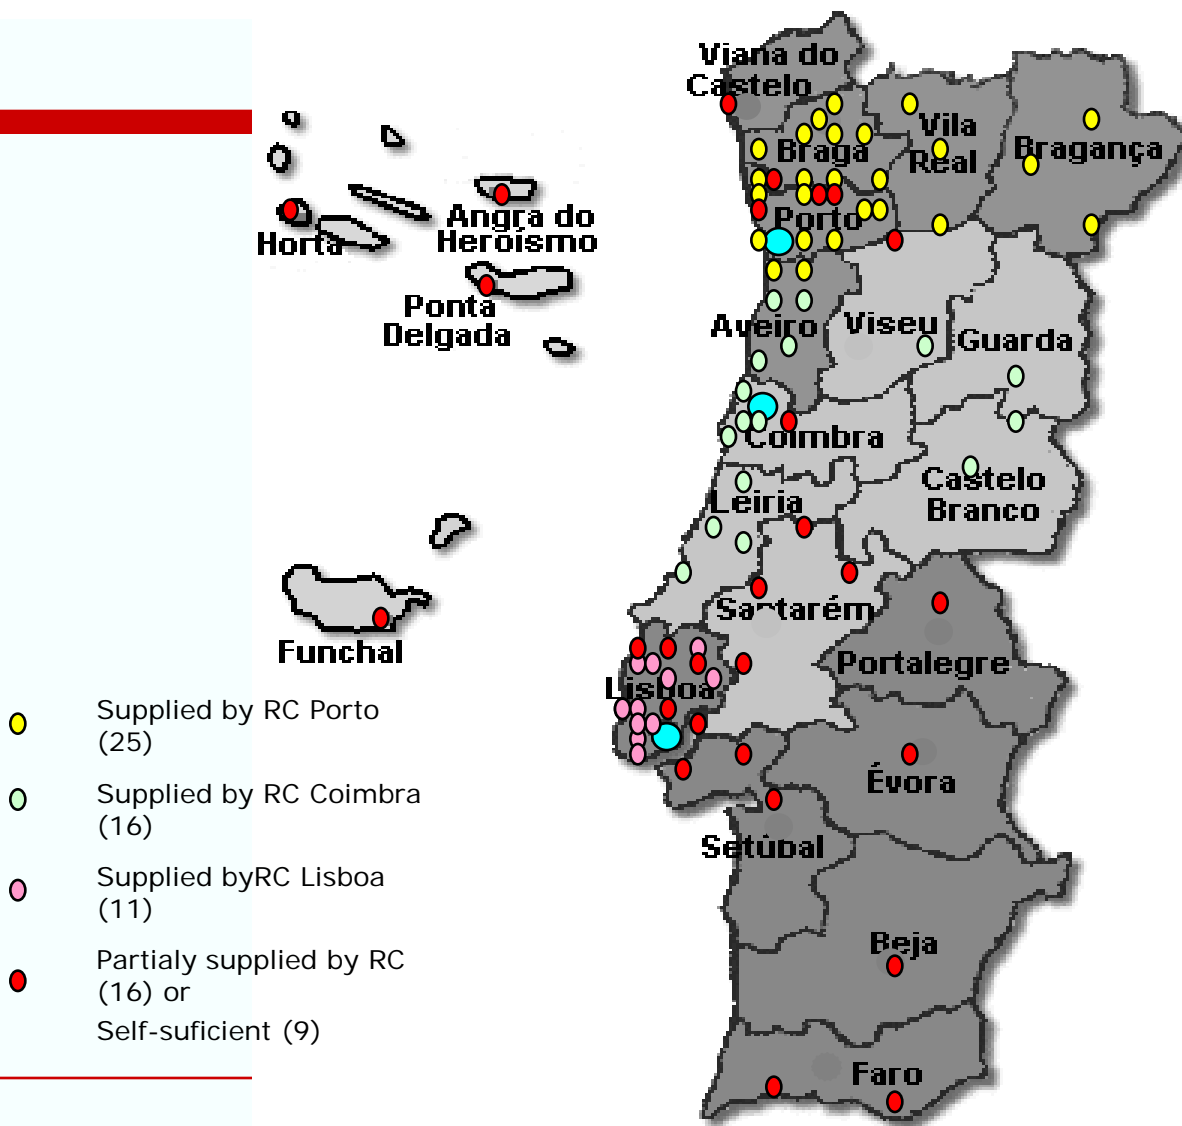 Viana do
Castelo
Braga
Vila
Real
Bragança
Porto
Angra do
Heroísmo
Horta
Ponta
Delgada
Aveiro
Viseu
Guarda
Coimbra
Castelo
Branco
Leiria
Santarém
Funchal
Portalegre
Lisboa
Évora
Setúbal
Beja
Faro
Supplied by RC Porto
(25)
Supplied by RC Coimbra
(16)
Supplied byRC Lisboa
(11)
Partialy supplied by RC
(16) or
Self-suficient (9)